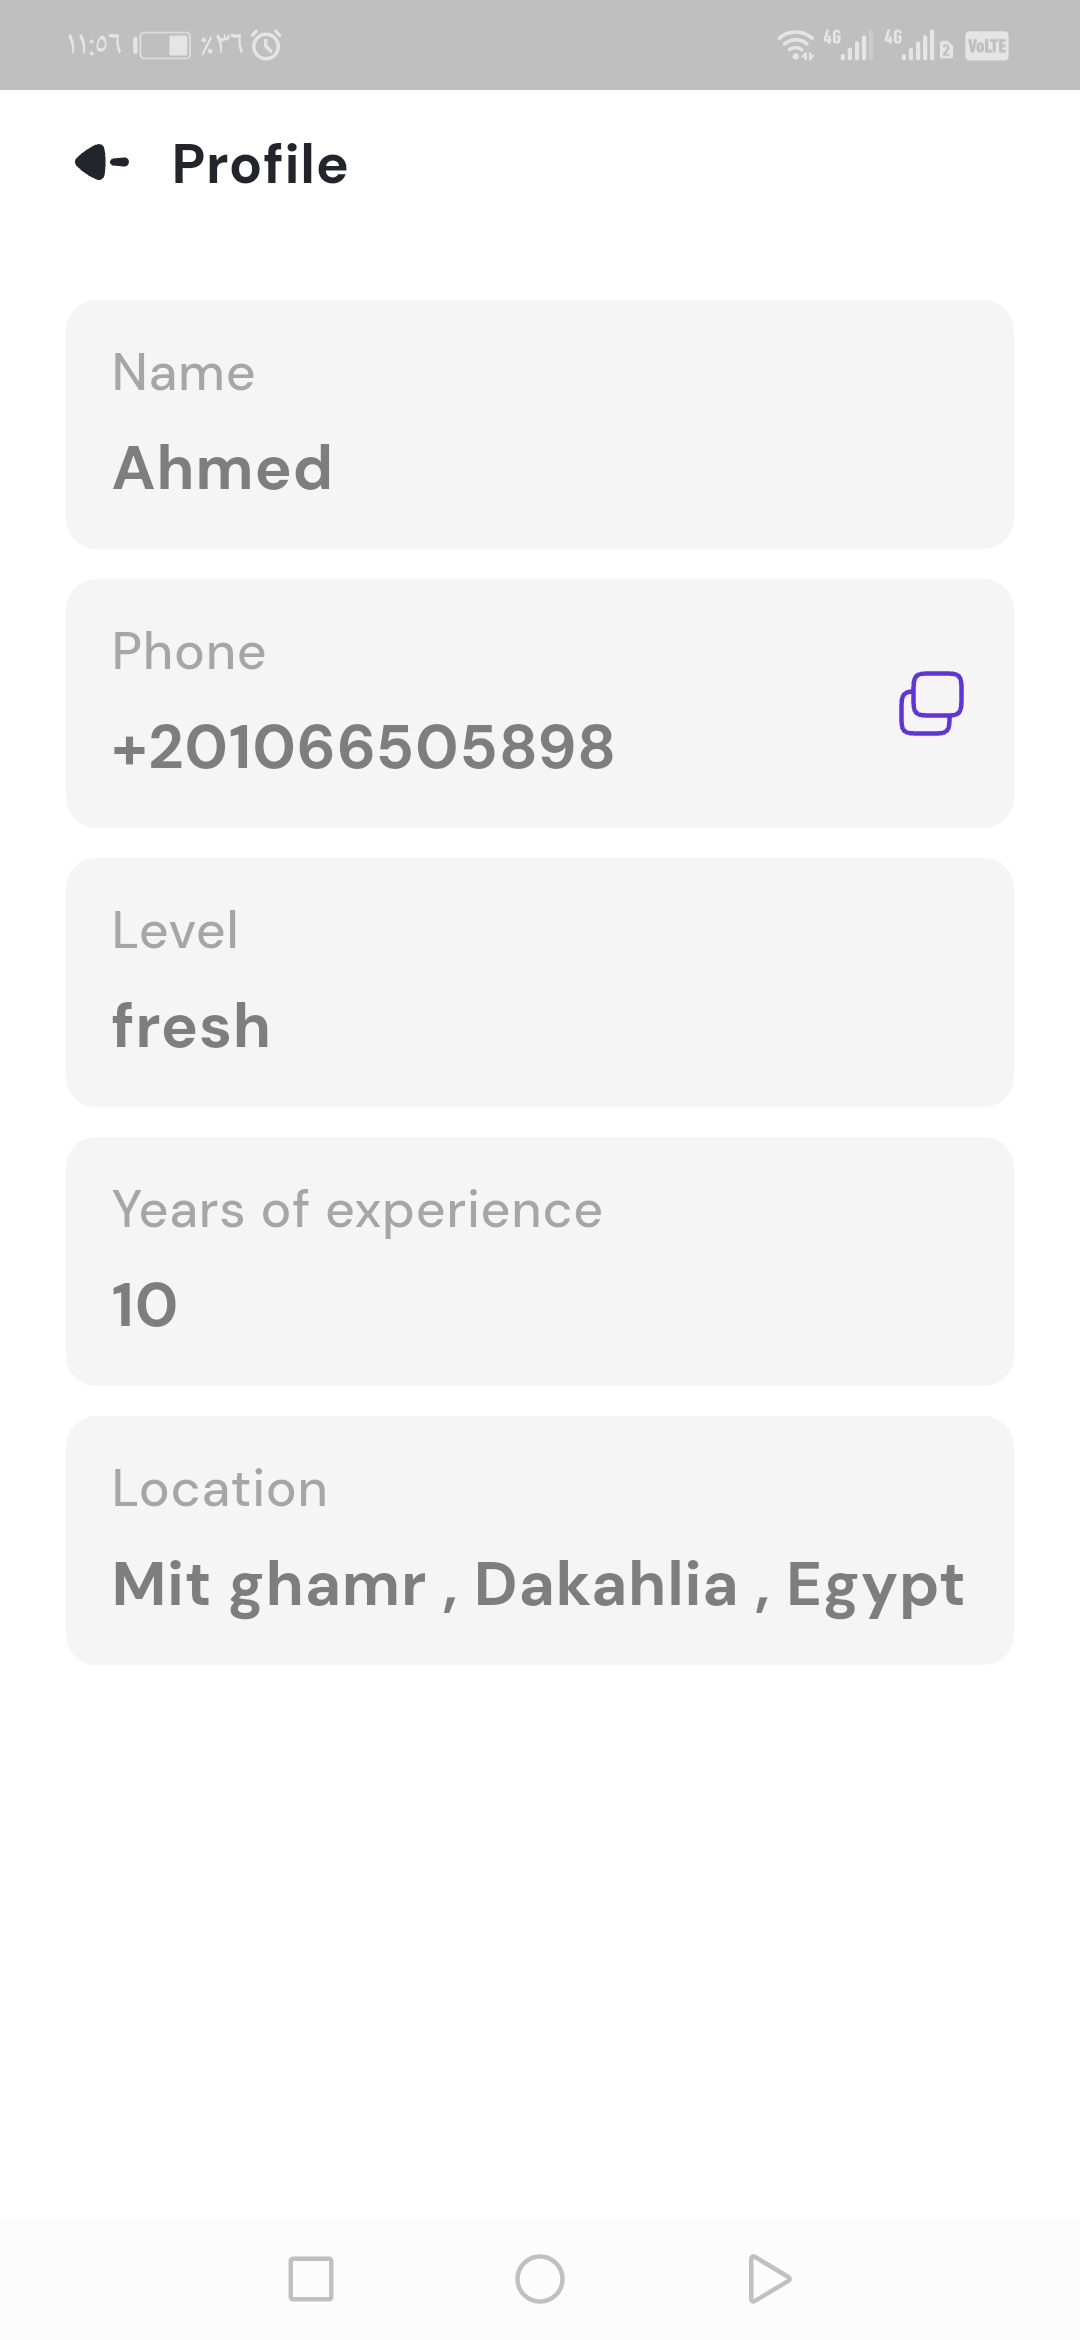 ١١:٥٦ ٪٣٦ 4G 4G 2 VoLTE
Profile
Name
Ahmed
Phone
+201066505898
Level
fresh
Years of experience
10
Location
Mit ghamr , Dakahlia , Egypt